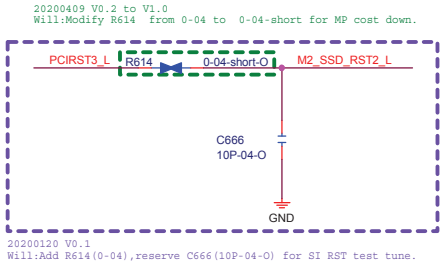 20200409 V0.2 to V1.0
Will:Modify R614 from 0-04 to 0-04-short for MP cost down.
PCIRST3_L R614 0-04-short-O M2_SSD_RST2_L
C666
10P-04-O
GND
20200120 V0.1
Will:Add R614(0-04),reserve C666(10P-04-O) for SI RST test tune.